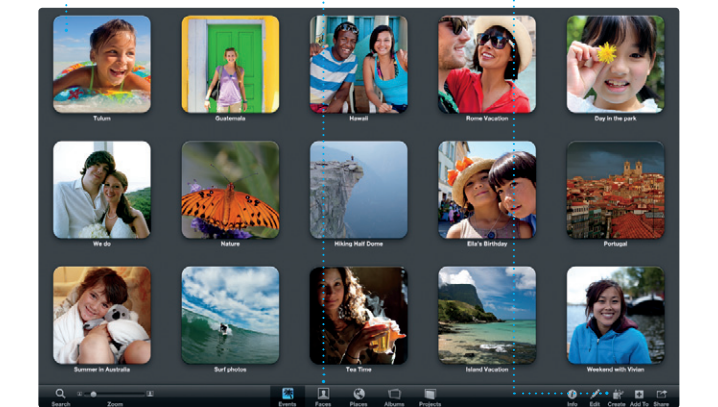 Tulum
Guatemala
Hawaii
Rome Vacation
Day in the park
We do
Nature
Hiking Half Dome
Ella's Birthday
Portugal
Summer in Australia
Surf photos
Tea Time
Island Vacation
Weekend with Vivian
Search
Zoom
Events
Faces
Places
Albums
Projects
Info
Edit
Create
Add To
Share